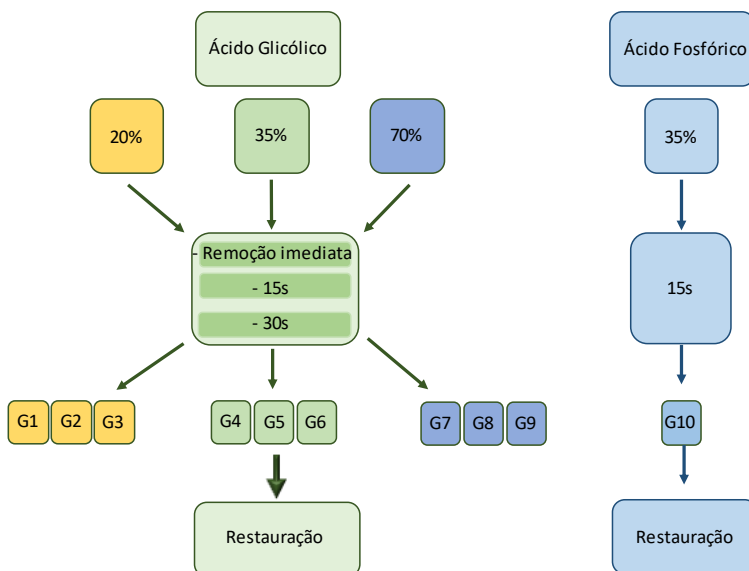 Ácido Glicólico
Ácido Fosfórico
20%
35%
70%
35%
- Remoção imediata
- 15s
- 30s
15s
G1 G2 G3
G4 G5 G6
G7 G8 G9
G10
Restauração
Restauração